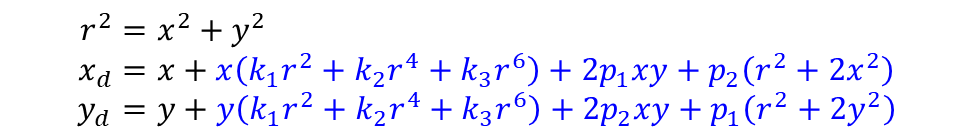 r² = x² + y²
x_d = x + x(k₁r² + k₂r⁴ + k₃r⁶) + 2p₁xy + p₂(r² + 2x²)
y_d = y + y(k₁r² + k₂r⁴ + k₃r⁶) + 2p₂xy + p₁(r² + 2y²)